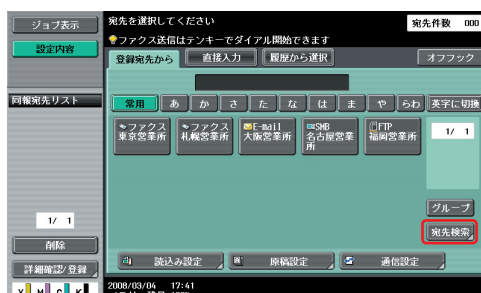 ジョブ表示
宛先を選択してください
宛先件数 000
設定内容
ファクス送信はテンキーでダイアル開始できます
登録宛先から
直接入力
履歴から選択
オフフック
同報宛先リスト
常用 あ か さ た な は ま や らわ 英字に切換
ファクス
東京営業所
ファクス
札幌営業所
E-mail
大阪営業所
SMB
名古屋営業
所
FTP
福岡営業所
1/ 1
グループ
宛先検索
1/ 1
削除
詳細確認/登録
読込み設定
原稿設定
通信設定
2008/03/04 17:41
Y M C K